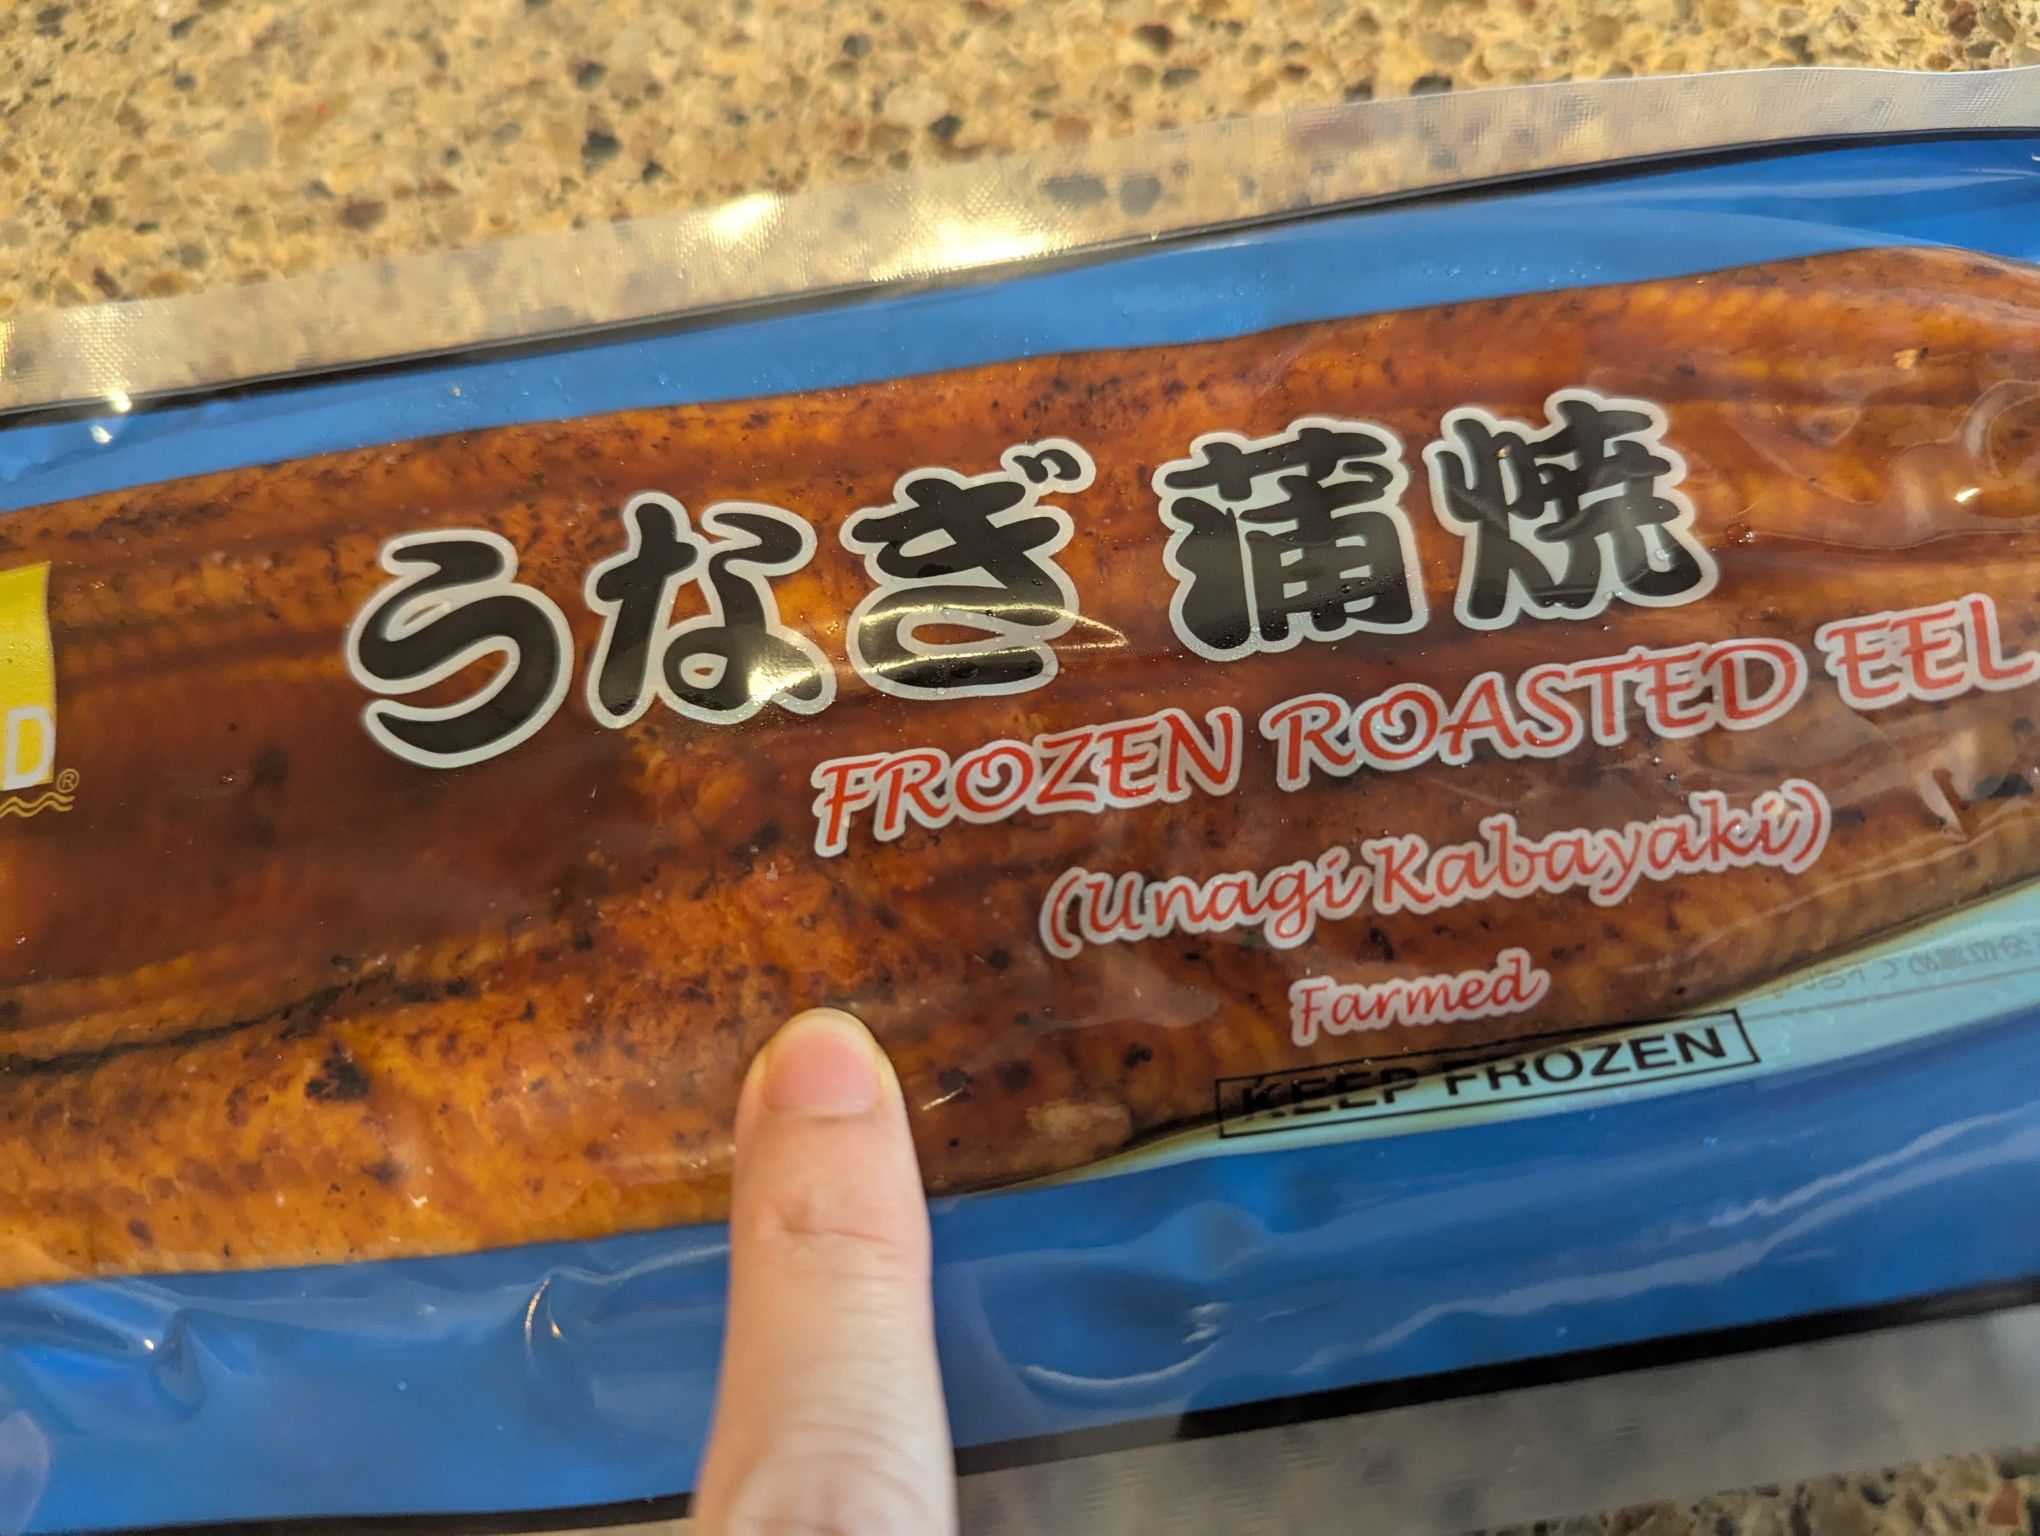 うなぎ 蒲焼
FROZEN ROASTED EEL
(Unagi Kabayaki)
Farmed
KEEP FROZEN
D®